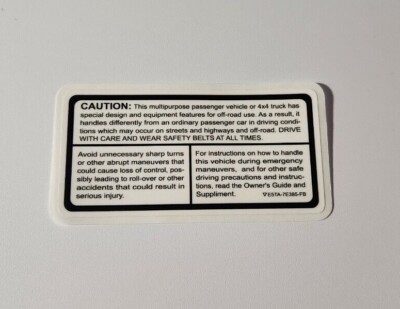 CAUTION: This multipurpose passenger vehicle or 4x4 truck has
special design and equipment features for off-road use. As a result, it
handles differently from an ordinary passenger car in driving condi-
tions which may occur on streets and highways and off-road. DRIVE
WITH CARE AND WEAR SAFETY BELTS AT ALL TIMES.
Avoid unnecessary sharp turns
or other abrupt maneuvers that
could cause loss of control, pos-
sibly leading to roll-over or other
accidents that could result in
serious injury.
For instructions on how to handle
this vehicle during emergency
maneuvers, and for other safe
driving precautions and instruc-
tions, read the Owner's Guide and
Suppliment. E5TA-7E385-FB